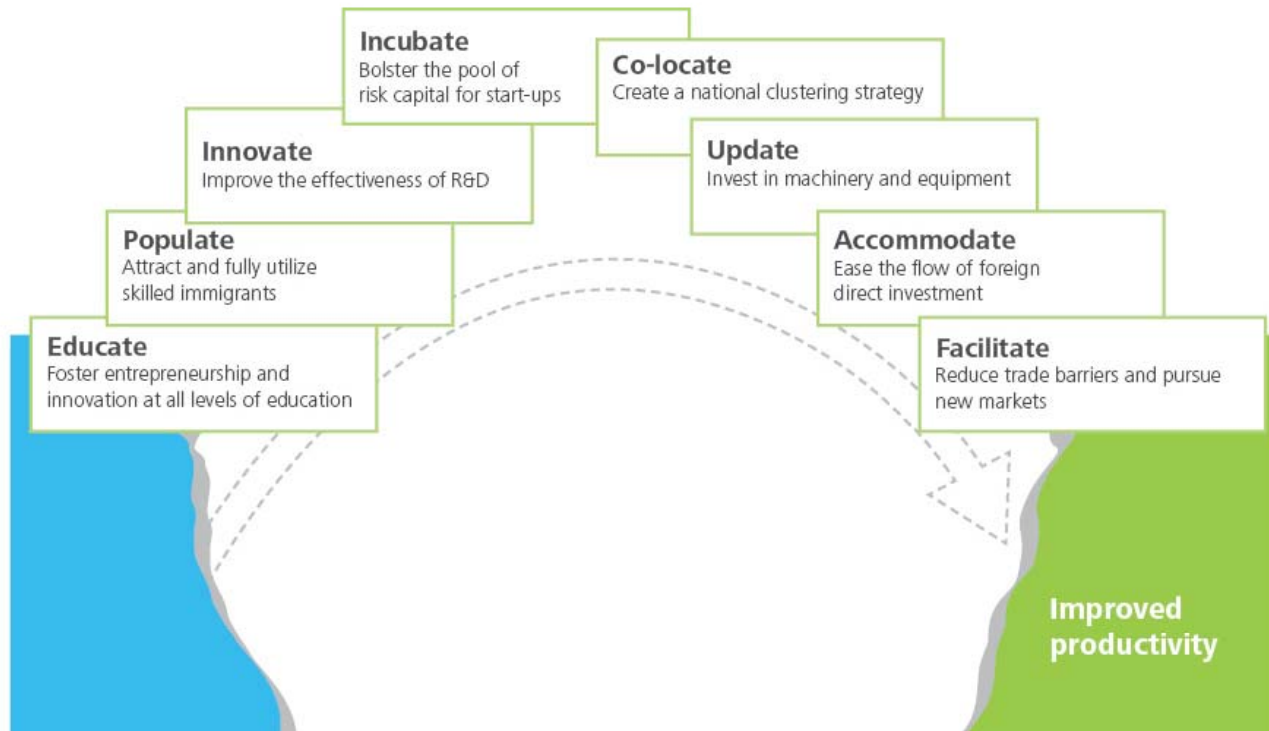 Incubate
Bolster the pool of
risk capital for start-ups
Co-locate
Create a national clustering strategy
Innovate
Improve the effectiveness of R&D
Update
Invest in machinery and equipment
Populate
Attract and fully utilize
skilled immigrants
Accommodate
Ease the flow of foreign
direct investment
Educate
Foster entrepreneurship and
innovation at all levels of education
Facilitate
Reduce trade barriers and pursue
new markets
Improved
productivity